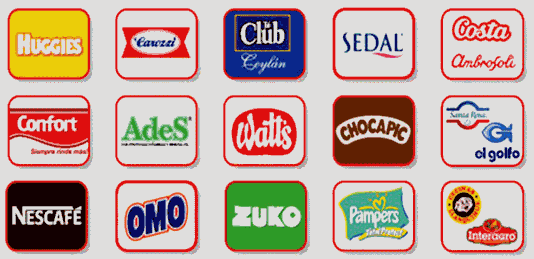 HUGGIES
Carozzi
Club
Ceylán
SEDAL
Costa
Ambrosoli
Confort
Siempre rinde más!
AdeS
Watt's
CHOCAPIC
Santa Rosa
el golfo
NESCAFÉ
OMO
ZUKO
Pampers
Interagro